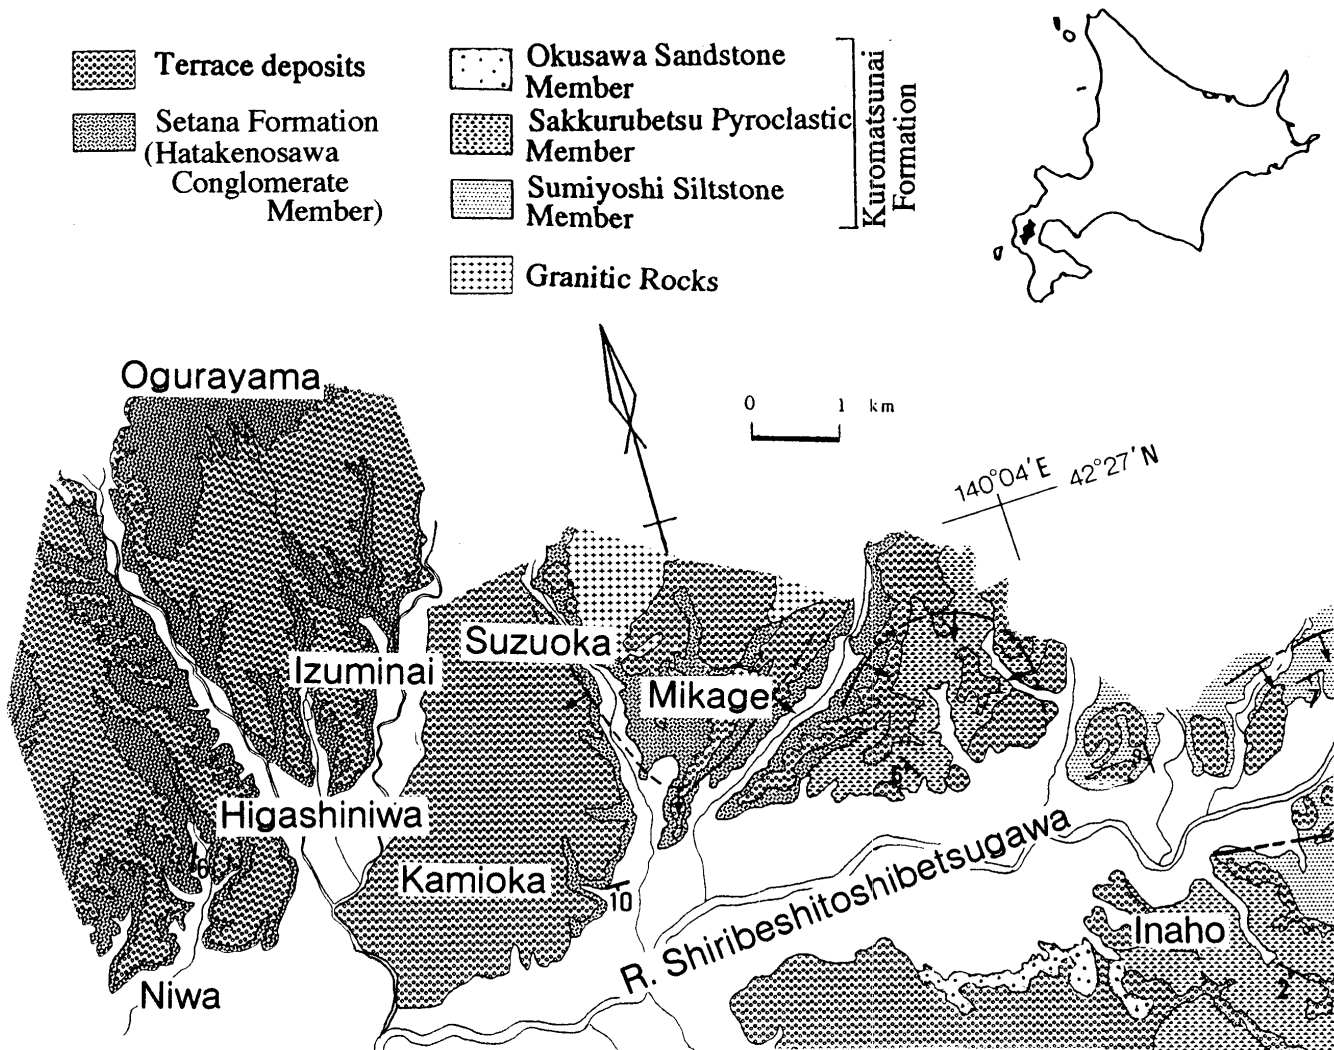 Terrace deposits
Setana Formation
(Hatakenosawa
Conglomerate
Member)
Okusawa Sandstone
Member
Sakkurubetsu Pyroclastic
Member
Sumiyoshi Siltstone
Member
Kuromatsunai
Formation
Granitic Rocks
0 1 km
140°04'E 42°27'N
Ogurayama
Suzuoka
Izuminai
Mikage
Higashiniwa
Kamioka
10
R. Shiribeshitoshibetsugawa
Inaho
Niwa